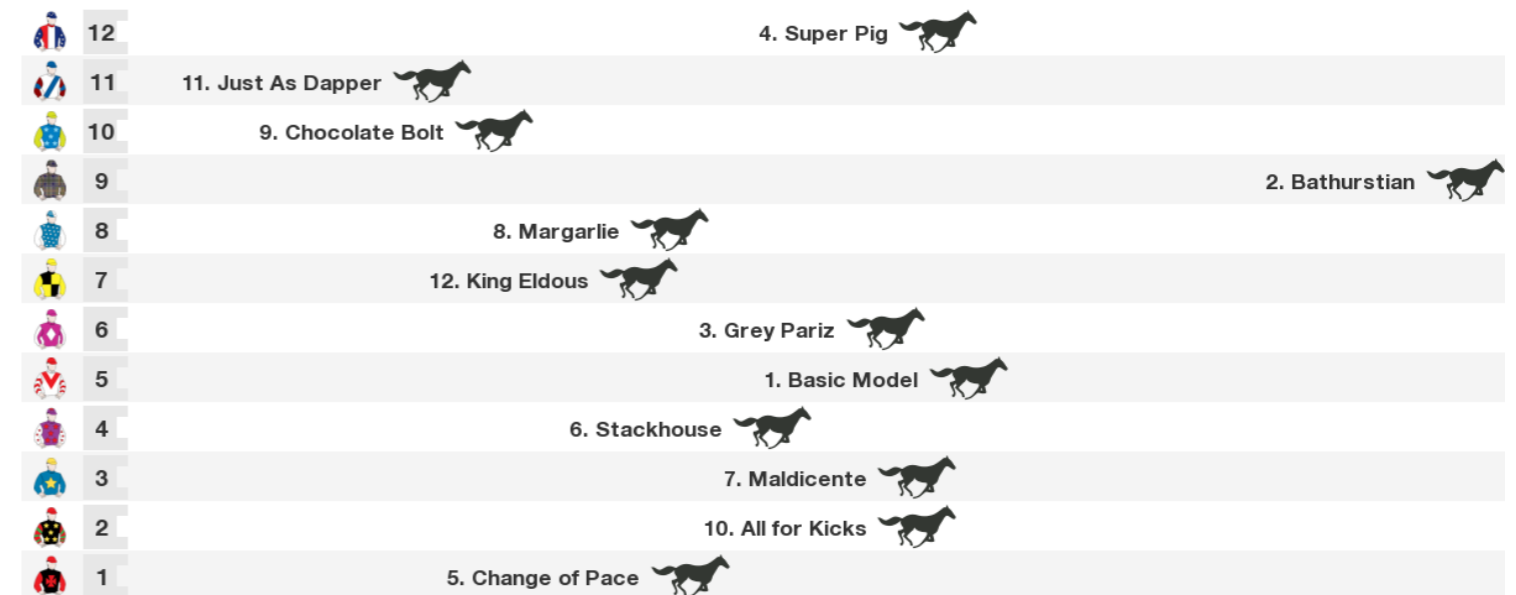 12 4. Super Pig
11 11. Just As Dapper
10 9. Chocolate Bolt
9 2. Bathurstian
8 8. Margarlie
7 12. King Eldous
6 3. Grey Pariz
5 1. Basic Model
4 6. Stackhouse
3 7. Maldicente
2 10. All for Kicks
1 5. Change of Pace